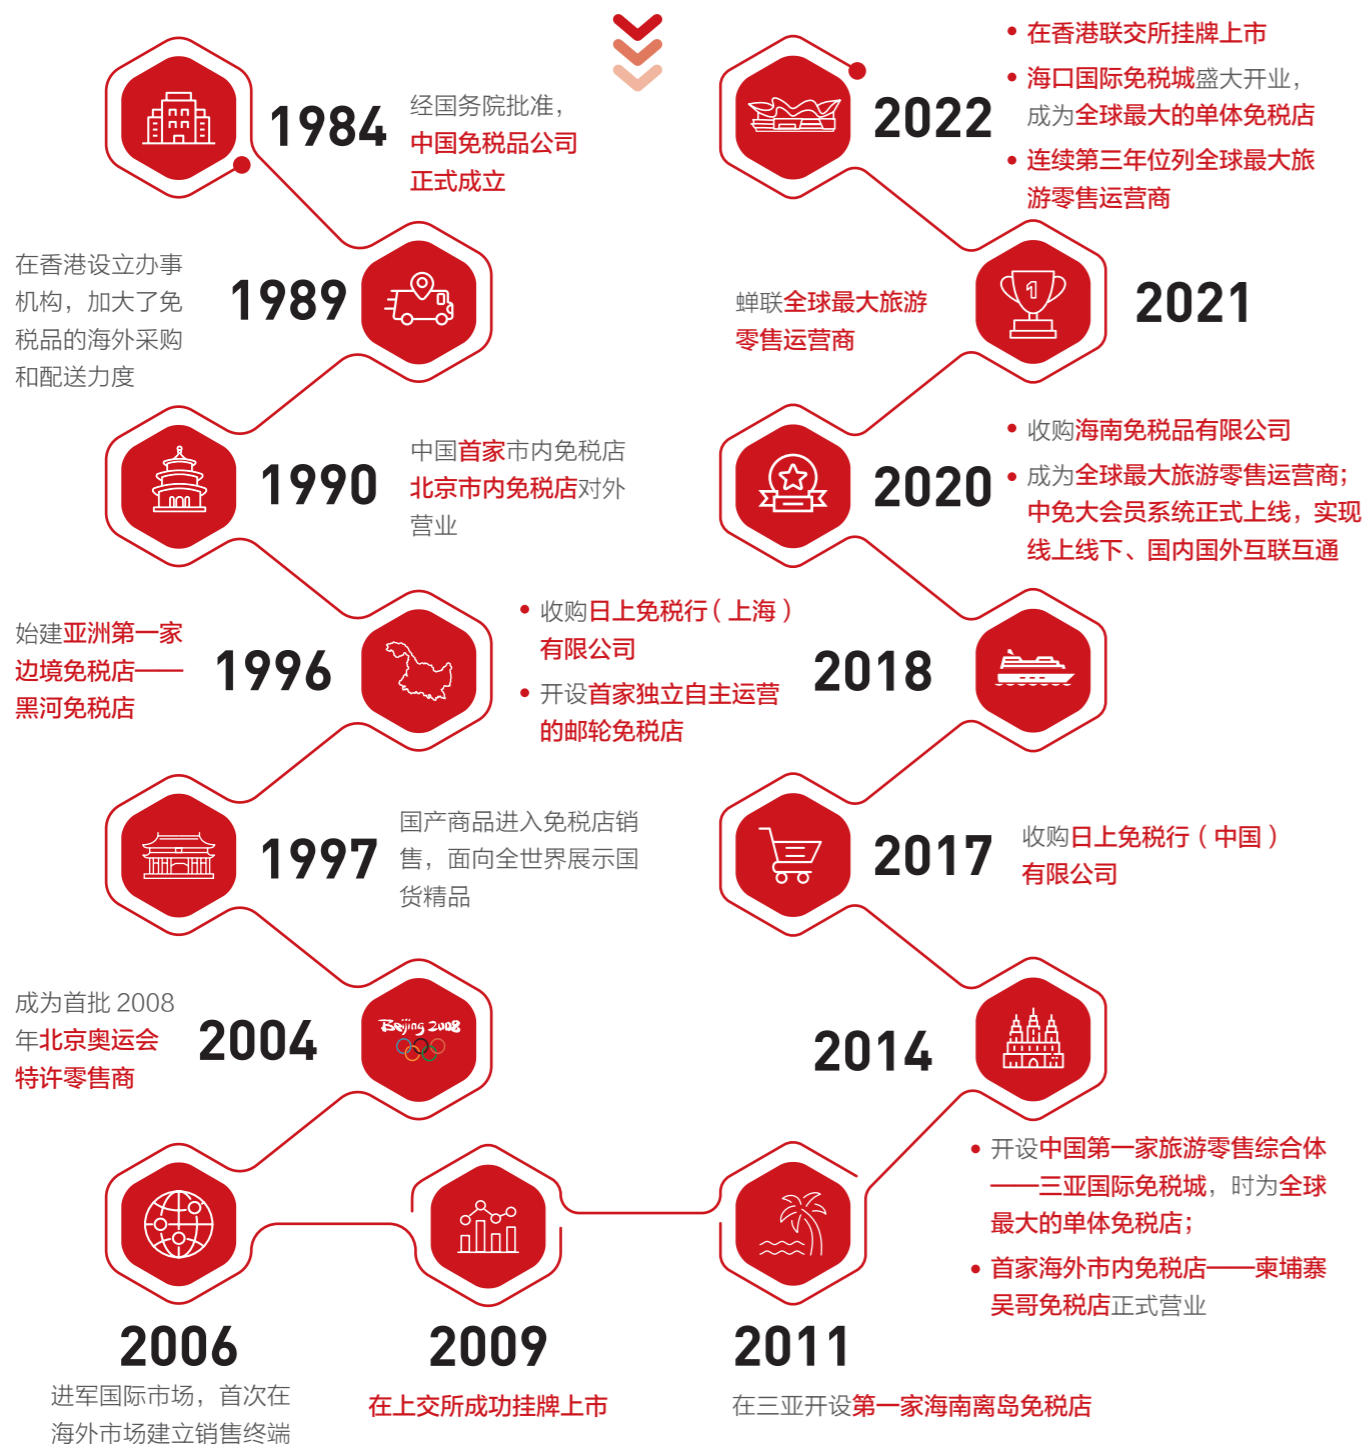 1984
经国务院批准，
中国免税品公司
正式成立
在香港设立办事
机构，加大了免
税品的海外采购
和配送力度
1989
1990
中国首家市内免税店
北京市内免税店对外
营业
始建亚洲第一家
边境免税店——
黑河免税店
1996
1997
国产商品进入免税店销
售，面向全世界展示国
货精品
成为首批 2008
年北京奥运会
特许零售商
2004
Beijing 2008
2006
进军国际市场，首次在
海外市场建立销售终端
2009
在上交所成功挂牌上市
2011
在三亚开设第一家海南离岛免税店
2014
• 开设中国第一家旅游零售综合体
——三亚国际免税城，时为全球
最大的单体免税店；
• 首家海外市内免税店——柬埔寨
吴哥免税店正式营业
2017
收购日上免税行（中国）
有限公司
• 收购日上免税行（上海）
有限公司
• 开设首家独立自主运营
的邮轮免税店
2018
2020
• 收购海南免税品有限公司
• 成为全球最大旅游零售运营商；
中免大会员系统正式上线，实现
线上线下、国内国外互联互通
蝉联全球最大旅游
零售运营商
1
2021
2022
• 在香港联交所挂牌上市
• 海口国际免税城盛大开业，
成为全球最大的单体免税店
• 连续第三年位列全球最大旅
游零售运营商